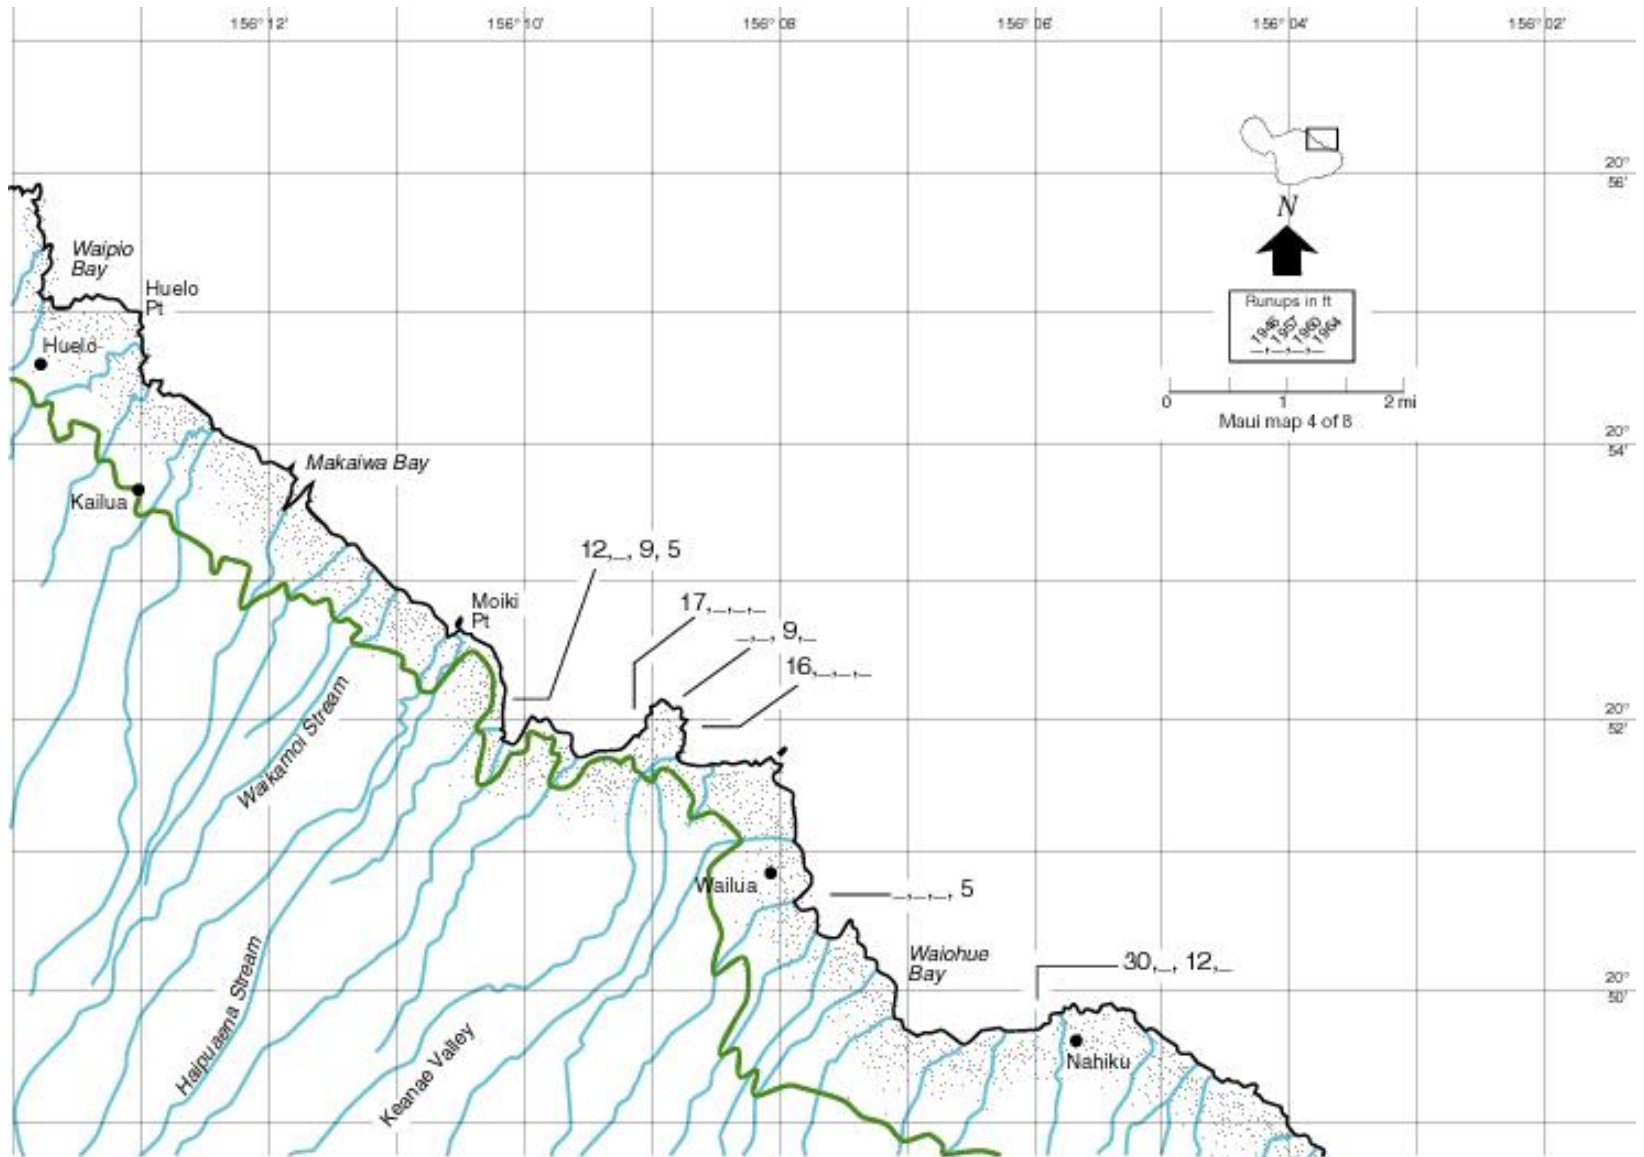 156°12' 156°10' 156°08' 156°06' 156°04' 156°02'
20°
56'
N
Waipio
Bay
Huelo
Pt
Runups in ft
1946 1957 1960 1964
_,_,_,_
Huelo
0 1 2 mi
Maui map 4 of 8
20°
54'
Makaiwa Bay
Kailua
12,_, 9, 5
Moiki
Pt
17,_,_,_
_,_, 9,_
16,_,_,_
20°
52'
Waikamoi Stream
Wailua
_,_,_, 5
Waiohue
Bay
30,_, 12,_
20°
50'
Haipuaena Stream
Keanae Valley
Nahiku